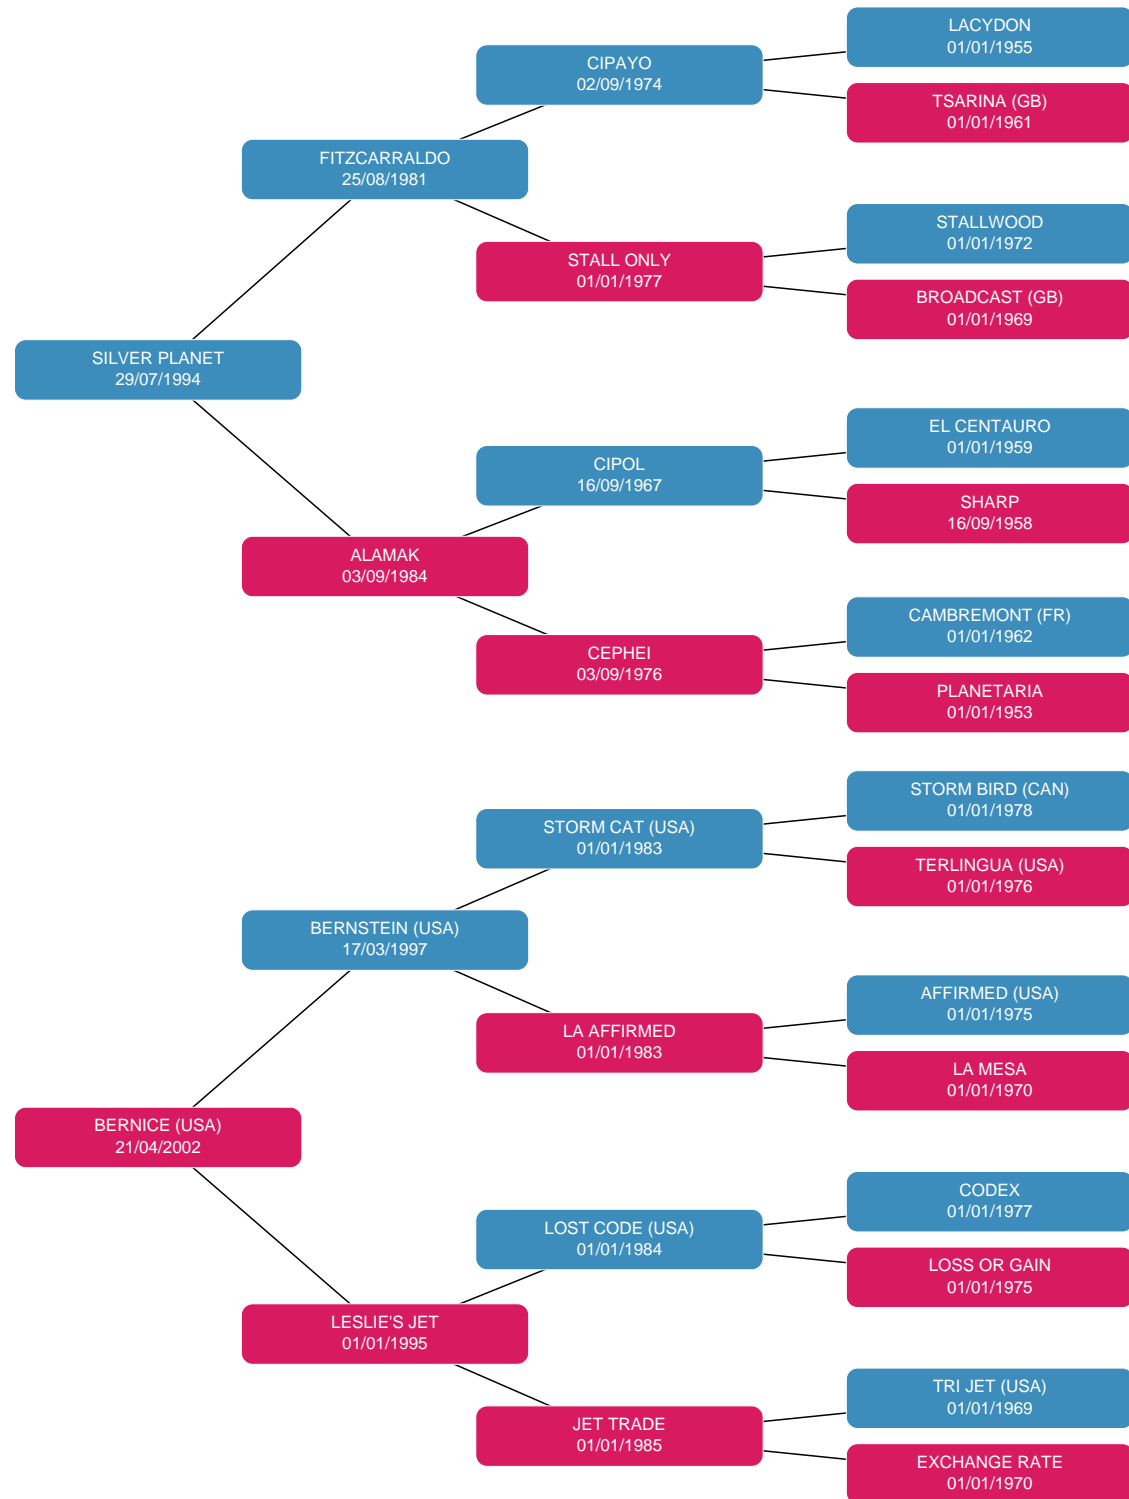 LACYDON
01/01/1955
CIPAYO
02/09/1974
TSARINA (GB)
01/01/1961
FITZCARRALDO
25/08/1981
STALLWOOD
01/01/1972
STALL ONLY
01/01/1977
BROADCAST (GB)
01/01/1969
SILVER PLANET
29/07/1994
EL CENTAURO
01/01/1959
CIPOL
16/09/1967
SHARP
16/09/1958
ALAMAK
03/09/1984
CAMBREMONT (FR)
01/01/1962
CEPHEI
03/09/1976
PLANETARIA
01/01/1953
STORM BIRD (CAN)
01/01/1978
STORM CAT (USA)
01/01/1983
TERLINGUA (USA)
01/01/1976
BERNSTEIN (USA)
17/03/1997
AFFIRMED (USA)
01/01/1975
LA AFFIRMED
01/01/1983
LA MESA
01/01/1970
BERNICE (USA)
21/04/2002
CODEX
01/01/1977
LOST CODE (USA)
01/01/1984
LOSS OR GAIN
01/01/1975
LESLIE'S JET
01/01/1995
TRI JET (USA)
01/01/1969
JET TRADE
01/01/1985
EXCHANGE RATE
01/01/1970